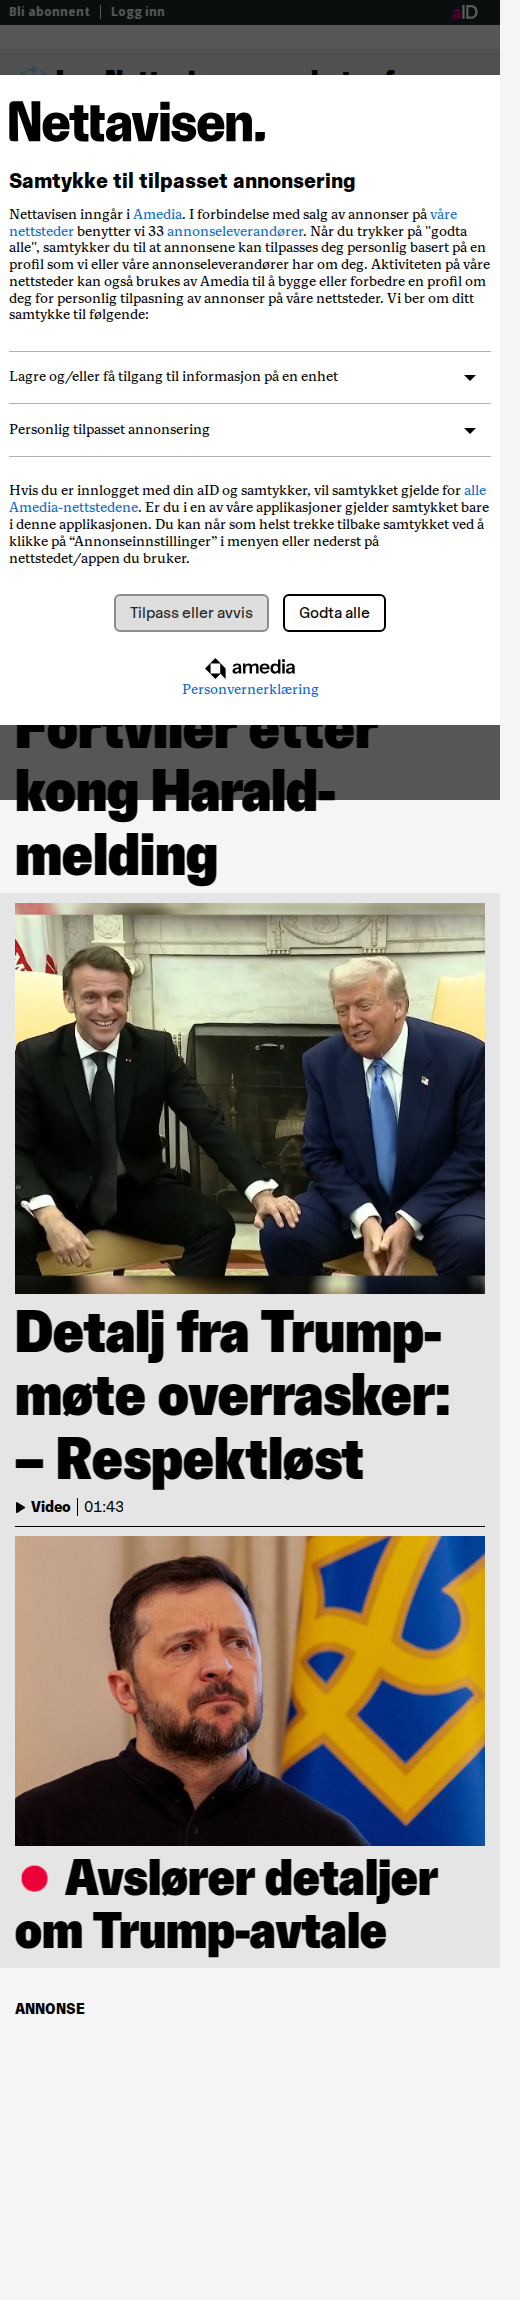 Bli abonnent | Logg inn
aID
Nettavisen.
Samtykke til tilpasset annonsering
Nettavisen inngår i Amedia. I forbindelse med salg av annonser på våre
nettsteder benytter vi 33 annonseleverandører. Når du trykker på "godta
alle", samtykker du til at annonsene kan tilpasses deg personlig basert på en
profil som vi eller våre annonseleverandører har om deg. Aktiviteten på våre
nettsteder kan også brukes av Amedia til å bygge eller forbedre en profil om
deg for personlig tilpasning av annonser på våre nettsteder. Vi ber om ditt
samtykke til følgende:
Lagre og/eller få tilgang til informasjon på en enhet
Personlig tilpasset annonsering
Hvis du er innlogget med din aID og samtykker, vil samtykket gjelde for alle
Amedia-nettstedene. Er du i en av våre applikasjoner gjelder samtykket bare
i denne applikasjonen. Du kan når som helst trekke tilbake samtykket ved å
klikke på “Annonseinnstillinger” i menyen eller nederst på
nettstedet/appen du bruker.
Tilpass eller avvis
Godta alle
amedia
Personvernerklæring
Fortviler etter
kong Harald-
melding
Detalj fra Trump-
møte overrasker:
– Respektløst
Video | 01:43
Avslører detaljer
om Trump-avtale
ANNONSE